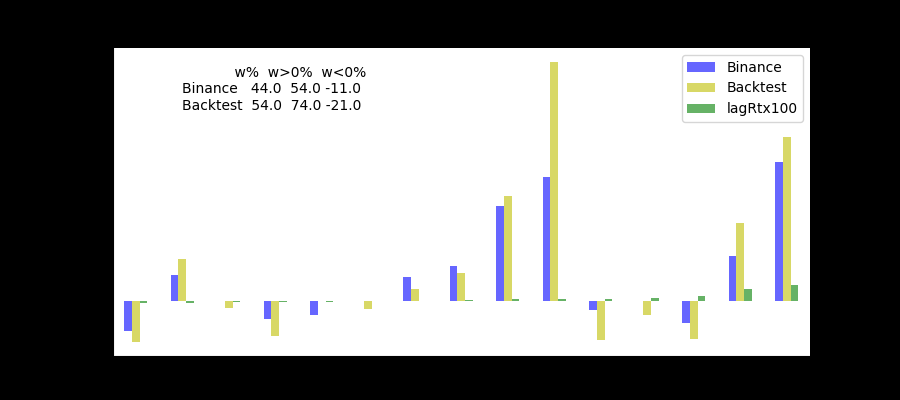 w% w>0% w<0%
Binance 44.0 54.0 -11.0
Backtest 54.0 74.0 -21.0
Binance
Backtest
lagRtx100